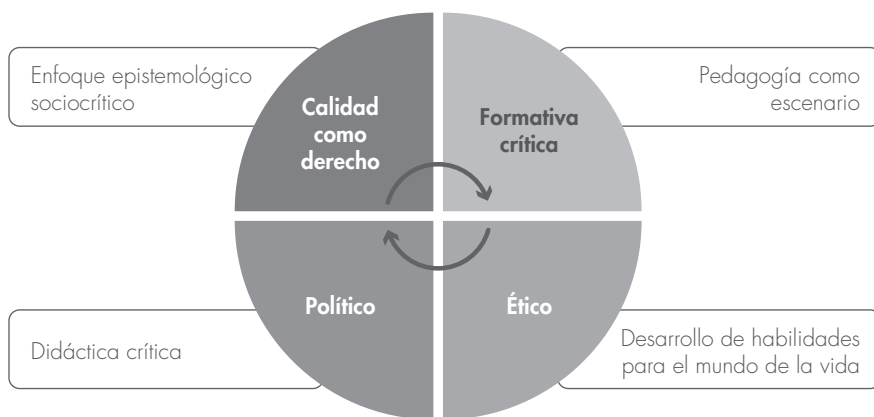 Enfoque epistemológico
sociocrítico
Calidad
como
derecho
Formativa
crítica
Pedagogía como
escenario
Didáctica crítica
Político
Ético
Desarrollo de habilidades
para el mundo de la vida